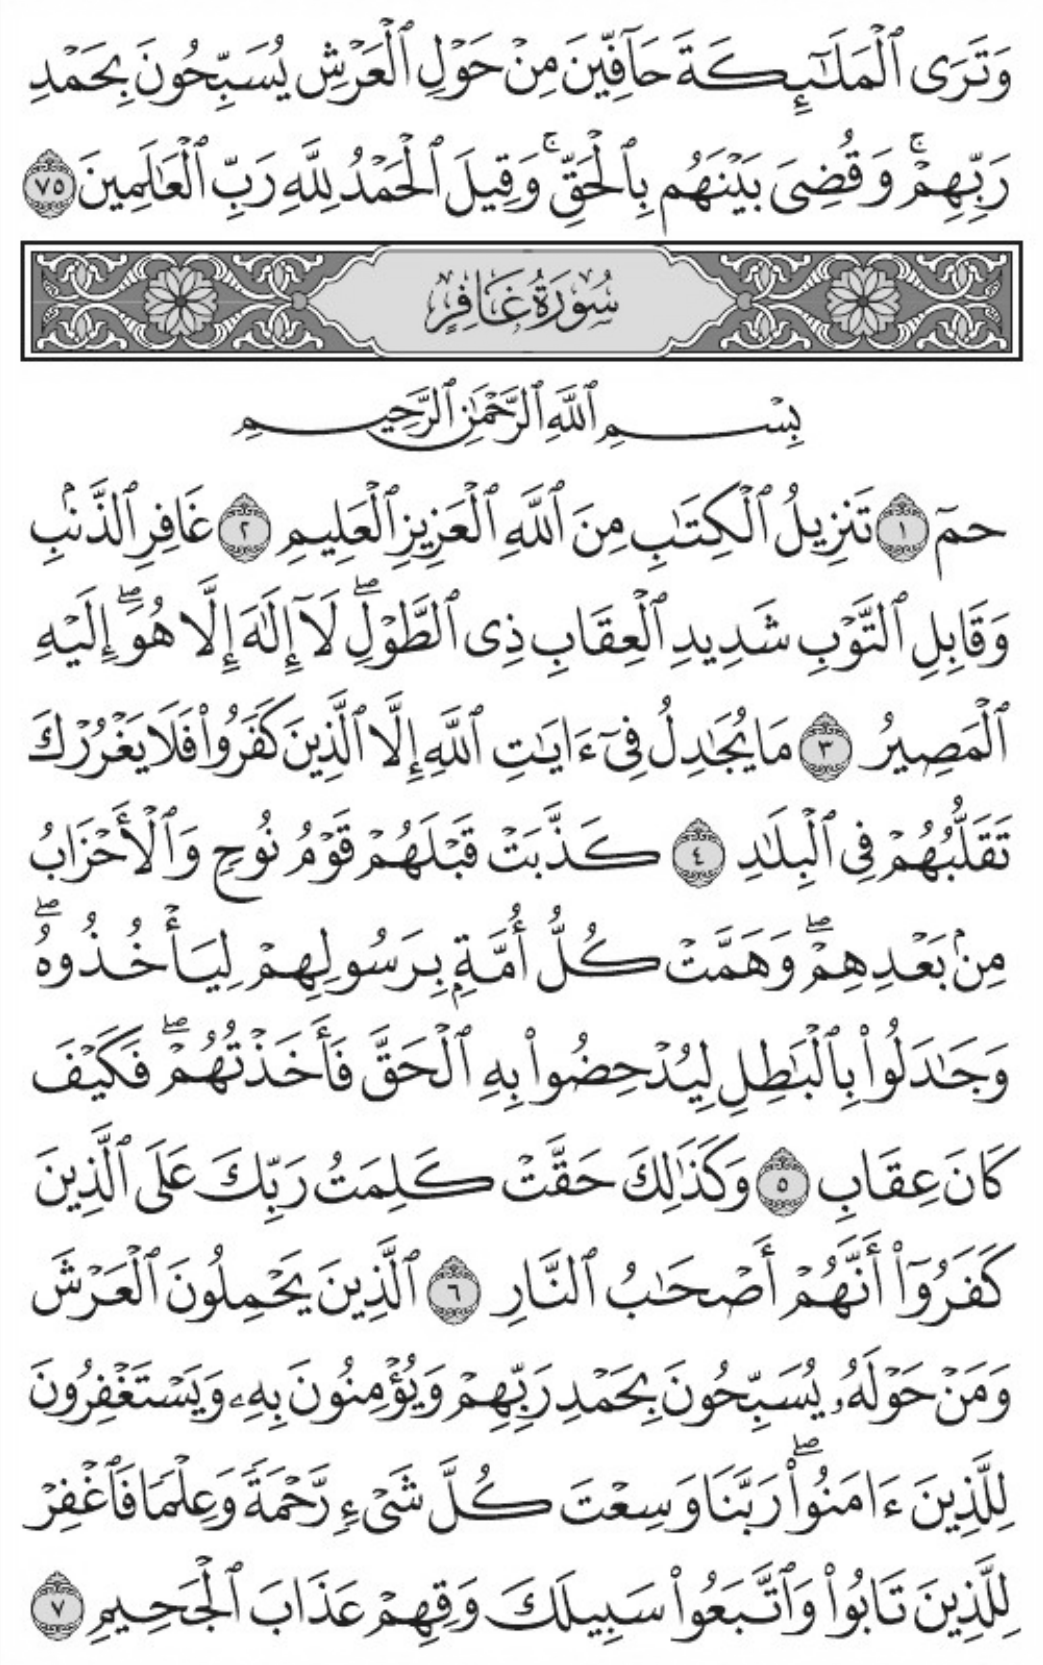 وَتَرَى ٱلْمَلَـٰٓئِكَةَ حَآفِّينَ مِنْ حَوْلِ ٱلْعَرْشِ يُسَبِّحُونَ بِحَمْدِ
رَبِّهِمْ ۚ وَقُضِىَ بَيْنَهُم بِٱلْحَقِّ ۚ وَقِيلَ ٱلْحَمْدُ لِلَّهِ رَبِّ ٱلْعَـٰلَمِينَ ٧٥
سُورَةُ غَافِرٍ
بِسْمِ ٱللَّهِ ٱلرَّحْمَـٰنِ ٱلرَّحِيمِ
حمٓ ١ تَنزِيلُ ٱلْكِتَـٰبِ مِنَ ٱللَّهِ ٱلْعَزِيزِ ٱلْعَلِيمِ ٢ غَافِرِ ٱلذَّنۢبِ
وَقَابِلِ ٱلتَّوْبِ شَدِيدِ ٱلْعِقَابِ ذِى ٱلطَّوْلِ ۖ لَآ إِلَـٰهَ إِلَّا هُوَ ۖ إِلَيْهِ
ٱلْمَصِيرُ ٣ مَا يُجَـٰدِلُ فِىٓ ءَايَـٰتِ ٱللَّهِ إِلَّا ٱلَّذِينَ كَفَرُوا۟ فَلَا يَغْرُرْكَ
تَقَلُّبُهُمْ فِى ٱلْبِلَـٰدِ ٤ كَذَّبَتْ قَبْلَهُمْ قَوْمُ نُوحٍ وَٱلْأَحْزَابُ
مِنۢ بَعْدِهِمْ ۖ وَهَمَّتْ كُلُّ أُمَّةٍۭ بِرَسُولِهِمْ لِيَأْخُذُوهُ ۖ
وَجَـٰدَلُوا۟ بِٱلْبَـٰطِلِ لِيُدْحِضُوا۟ بِهِ ٱلْحَقَّ فَأَخَذْتُهُمْ ۖ فَكَيْفَ
كَانَ عِقَابِ ٥ وَكَذَٰلِكَ حَقَّتْ كَلِمَتُ رَبِّكَ عَلَى ٱلَّذِينَ
كَفَرُوٓا۟ أَنَّهُمْ أَصْحَـٰبُ ٱلنَّارِ ٦ ٱلَّذِينَ يَحْمِلُونَ ٱلْعَرْشَ
وَمَنْ حَوْلَهُۥ يُسَبِّحُونَ بِحَمْدِ رَبِّهِمْ وَيُؤْمِنُونَ بِهِۦ وَيَسْتَغْفِرُونَ
لِلَّذِينَ ءَامَنُوا۟ ۖ رَبَّنَا وَسِعْتَ كُلَّ شَىْءٍ رَّحْمَةً وَعِلْمًا فَٱغْفِرْ
لِلَّذِينَ تَابُوا۟ وَٱتَّبَعُوا۟ سَبِيلَكَ وَقِهِمْ عَذَابَ ٱلْجَحِيمِ ٧